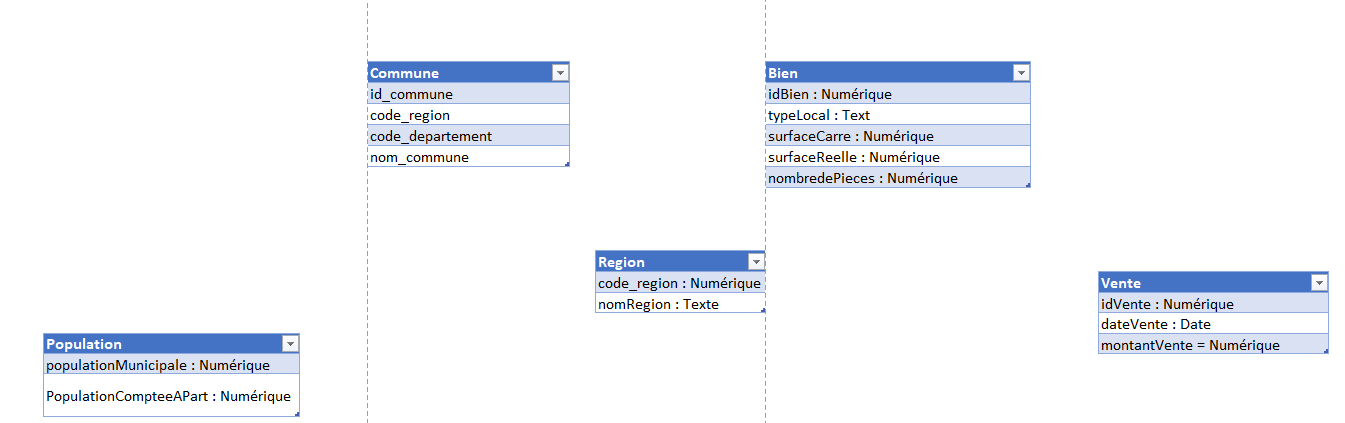 Commune
id_commune
code_region
code_departement
nom_commune
Bien
idBien : Numérique
typeLocal : Text
surfaceCarre : Numérique
surfaceReelle : Numérique
nombredePieces : Numérique
Region
code_region : Numérique
nomRegion : Texte
Vente
idVente : Numérique
dateVente : Date
montantVente = Numérique
Population
populationMunicipale : Numérique
PopulationCompteeAPart : Numérique